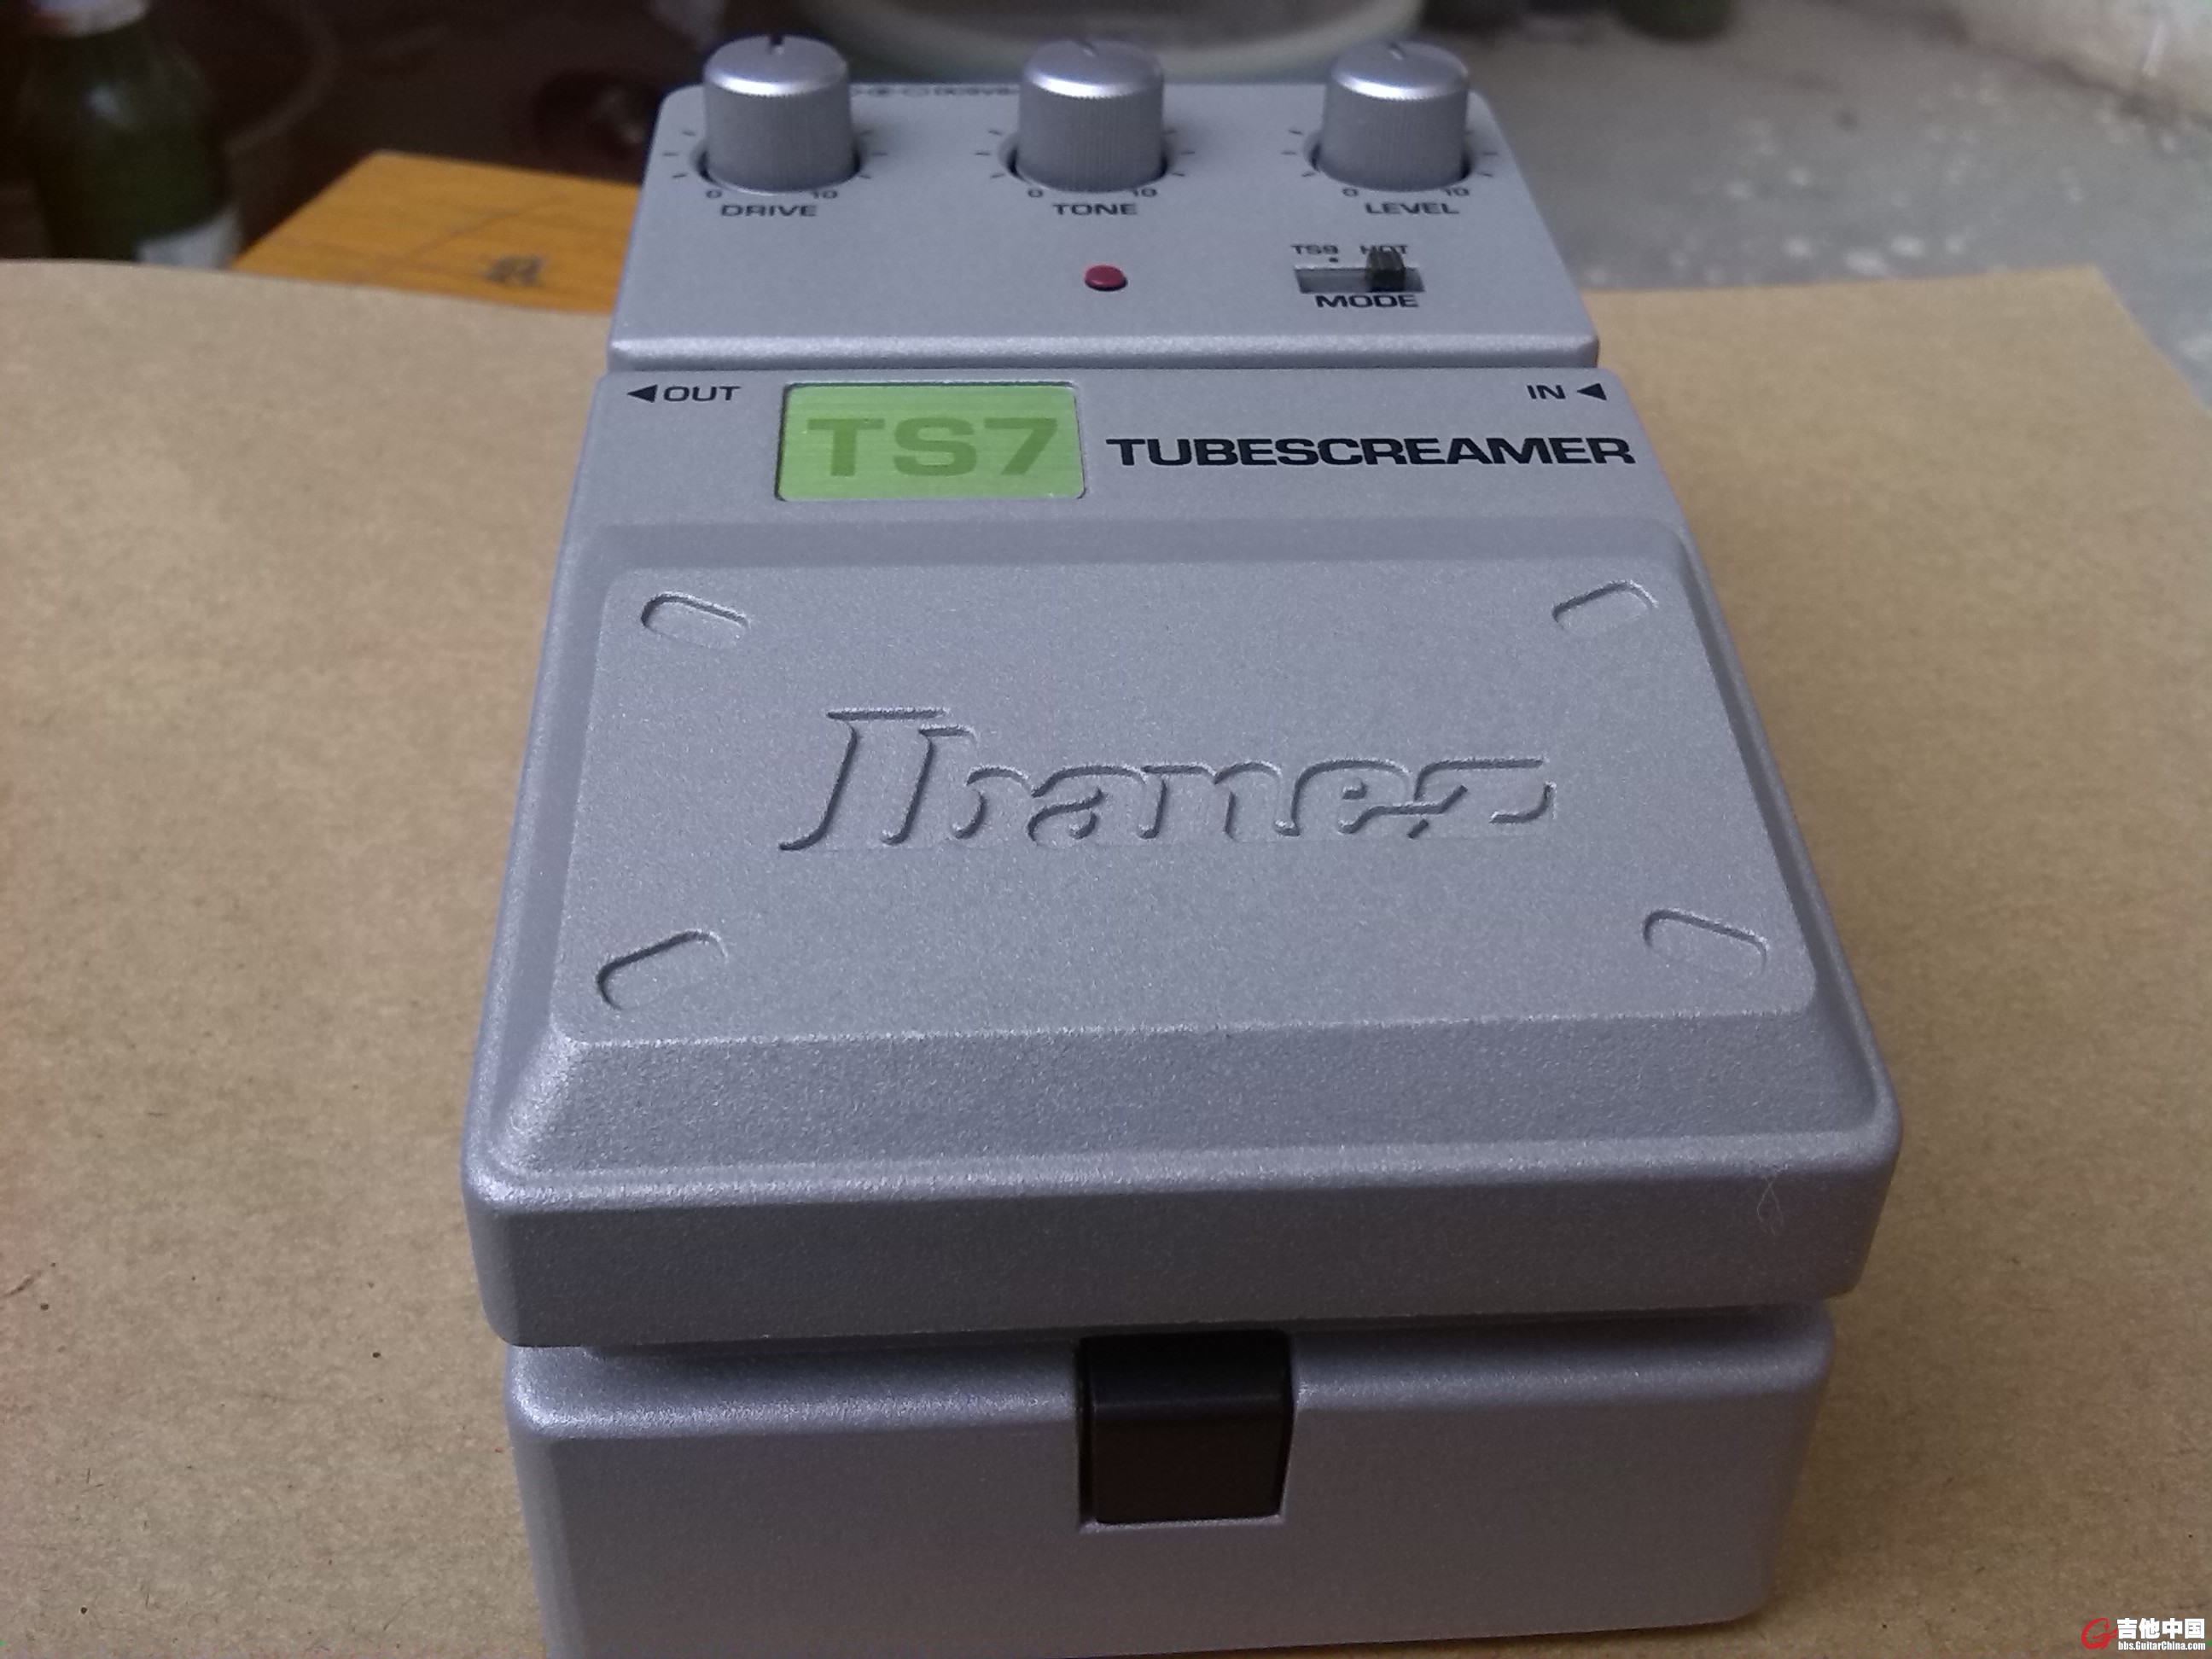 0 10 0 10 0 10
DRIVE TONE LEVEL
TS9 HOT
MODE
◀OUT IN◀
TS7 TUBESCREAMER
Ibanez
吉他中国
bbs.GuitarChina.com